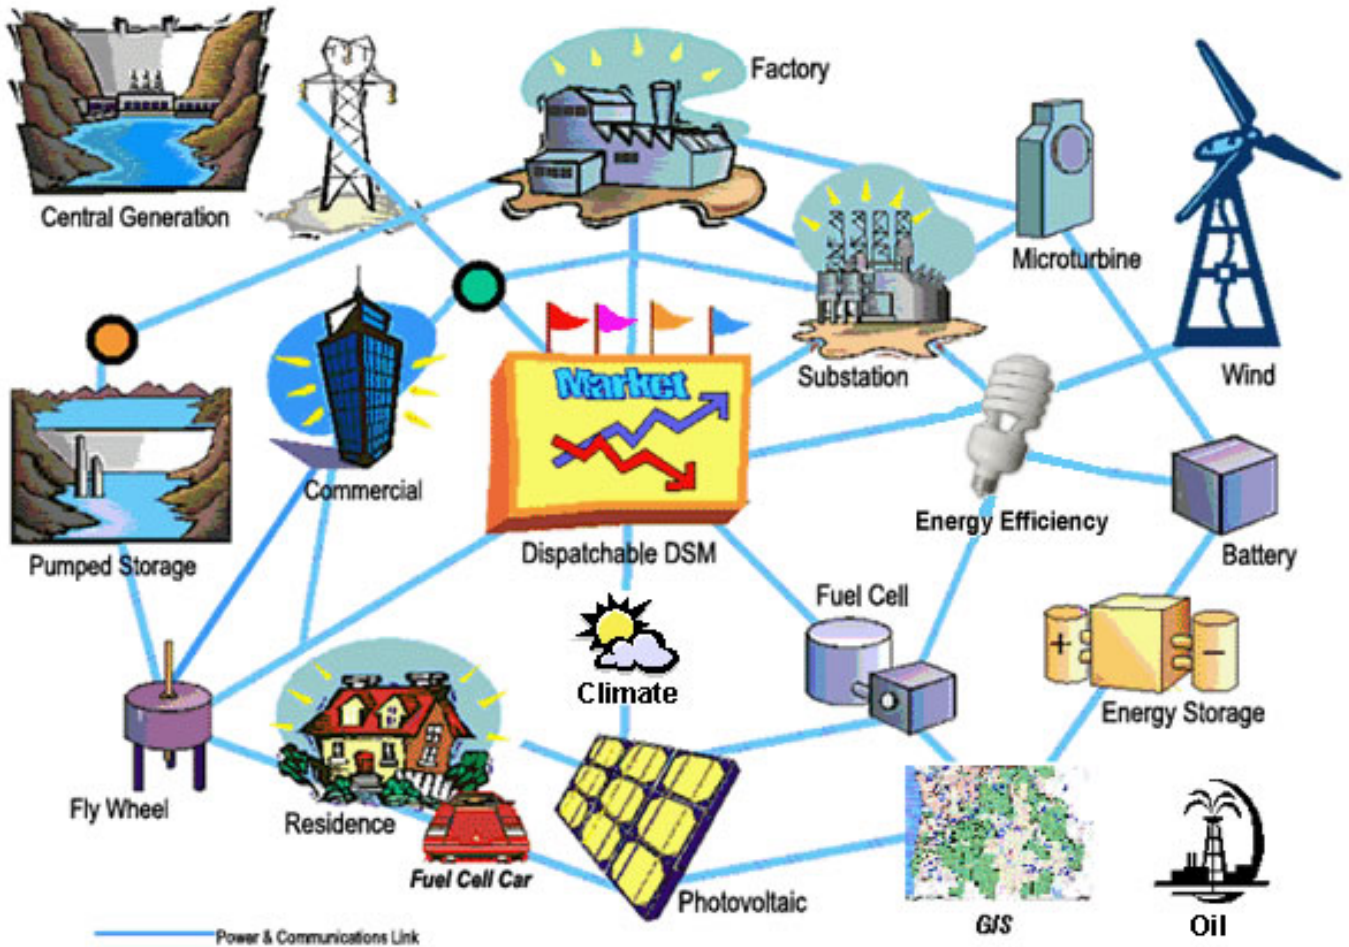 Factory
Central Generation
Microturbine
Wind
Substation
Market
Commercial
Energy Efficiency
Pumped Storage
Dispatchable DSM
Battery
Fuel Cell
+
−
Climate
Energy Storage
Fly Wheel
Residence
Fuel Cell Car
Photovoltaic
GIS
Oil
Power & Communications Link